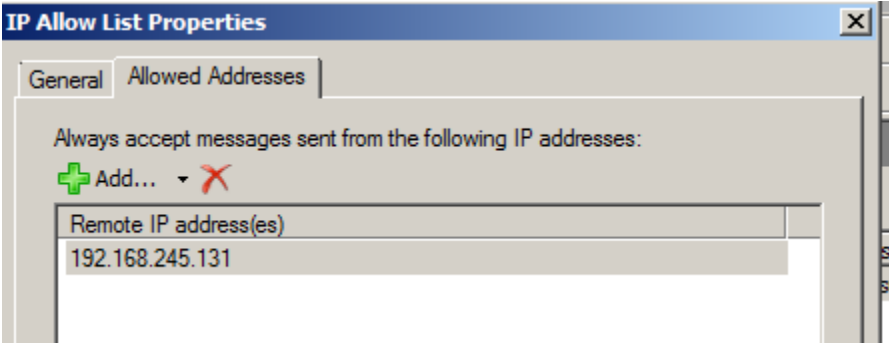 IP Allow List Properties
General Allowed Addresses
Always accept messages sent from the following IP addresses:
Add...
Remote IP address(es)
192.168.245.131